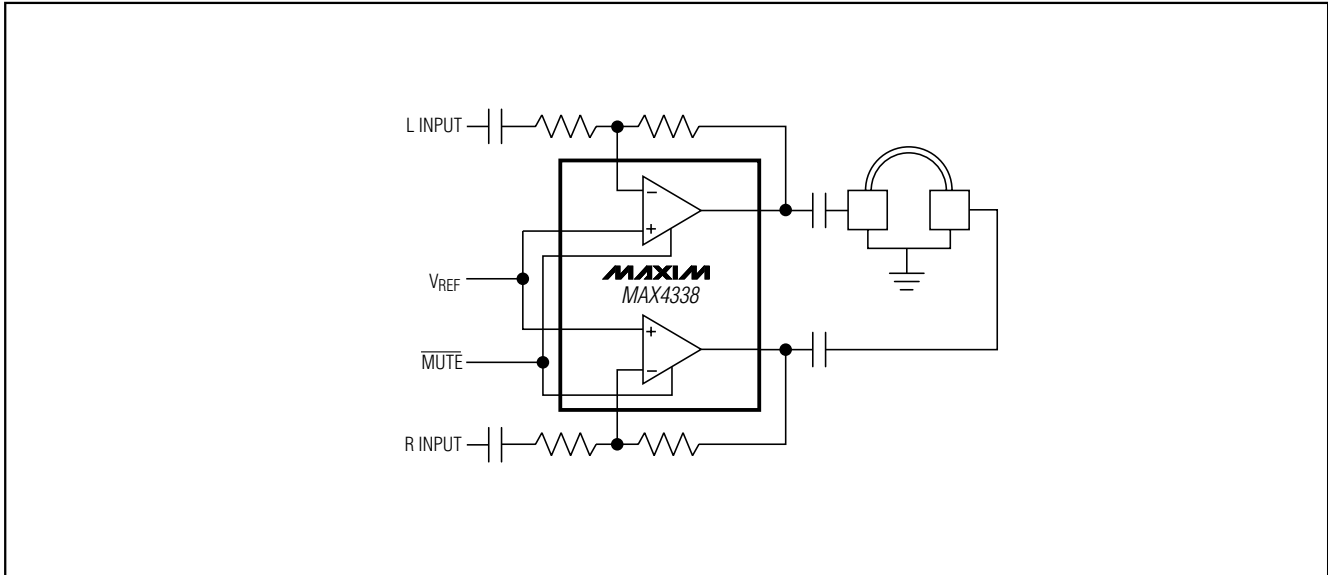 L INPUT
−
+
MAXIM
MAX4338
VREF
+
−
MUTE
R INPUT